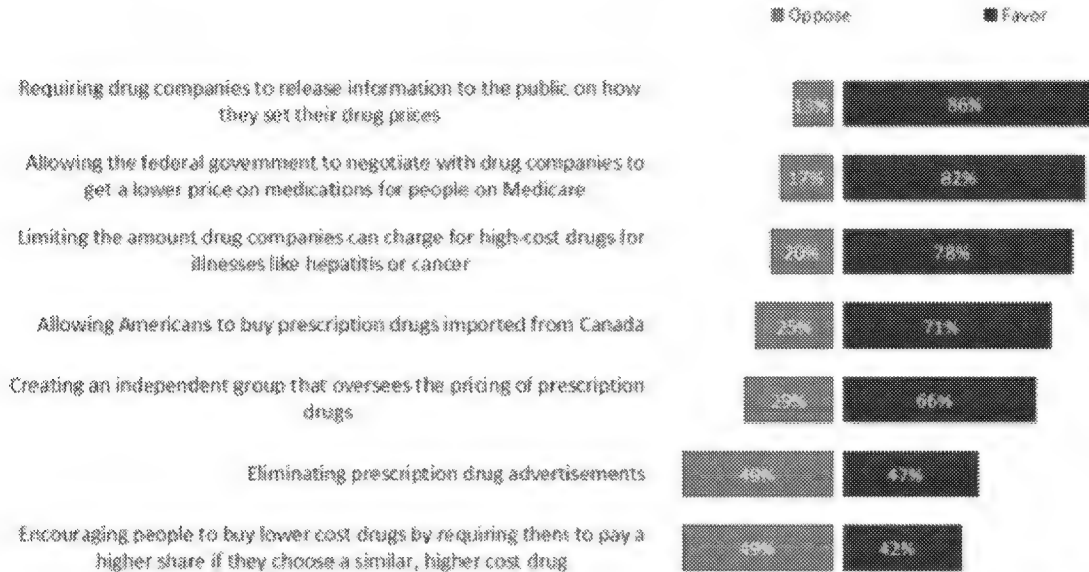 Oppose Favor
Requiring drug companies to release information to the public on how
they set their drug prices
13% 86%
Allowing the federal government to negotiate with drug companies to
get a lower price on medications for people on Medicare
17% 82%
Limiting the amount drug companies can charge for high-cost drugs for
illnesses like hepatitis or cancer
20% 78%
Allowing Americans to buy prescription drugs imported from Canada
25% 71%
Creating an independent group that oversees the pricing of prescription
drugs
29% 66%
Eliminating prescription drug advertisements
47%
Encouraging people to buy lower cost drugs by requiring them to pay a
higher share if they choose a similar, higher cost drug
49% 42%